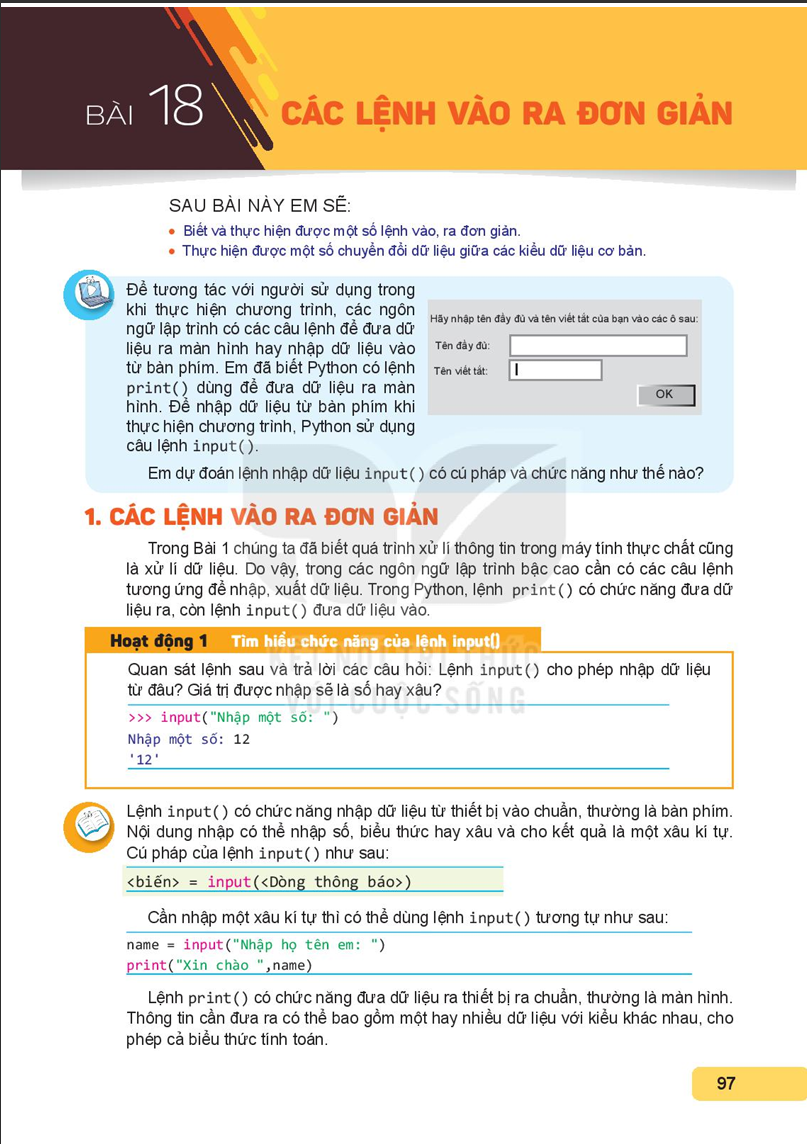 BÀI 18
CÁC LỆNH VÀO RA ĐƠN GIẢN
SAU BÀI NÀY EM SẼ:
• Biết và thực hiện được một số lệnh vào, ra đơn giản.
• Thực hiện được một số chuyển đổi dữ liệu giữa các kiểu dữ liệu cơ bản.
Để tương tác với người sử dụng trong
khi thực hiện chương trình, các ngôn
ngữ lập trình có các câu lệnh để đưa dữ
liệu ra màn hình hay nhập dữ liệu vào
từ bàn phím. Em đã biết Python có lệnh
print() dùng để đưa dữ liệu ra màn
hình. Để nhập dữ liệu từ bàn phím khi
thực hiện chương trình, Python sử dụng
câu lệnh input().
Hãy nhập tên đầy đủ và tên viết tắt của bạn vào các ô sau:
Tên đầy đủ:
Tên viết tắt:
OK
Em dự đoán lệnh nhập dữ liệu input() có cú pháp và chức năng như thế nào?
1. CÁC LỆNH VÀO RA ĐƠN GIẢN
Trong Bài 1 chúng ta đã biết quá trình xử lí thông tin trong máy tính thực chất cũng
là xử lí dữ liệu. Do vậy, trong các ngôn ngữ lập trình bậc cao cần có các câu lệnh
tương ứng để nhập, xuất dữ liệu. Trong Python, lệnh print() có chức năng đưa dữ
liệu ra, còn lệnh input() đưa dữ liệu vào.
Hoạt động 1 Tìm hiểu chức năng của lệnh input()
Quan sát lệnh sau và trả lời các câu hỏi: Lệnh input() cho phép nhập dữ liệu
từ đâu? Giá trị được nhập sẽ là số hay xâu?
KẾT NỐI TRI THỨC
VỚI CUỘC SỐNG
>>> input("Nhập một số: ")
Nhập một số: 12
'12'
Lệnh input() có chức năng nhập dữ liệu từ thiết bị vào chuẩn, thường là bàn phím.
Nội dung nhập có thể nhập số, biểu thức hay xâu và cho kết quả là một xâu kí tự.
Cú pháp của lệnh input() như sau:
<biến> = input(<Dòng thông báo>)
Cần nhập một xâu kí tự thì có thể dùng lệnh input() tương tự như sau:
name = input("Nhập họ tên em: ")
print("Xin chào ",name)
Lệnh print() có chức năng đưa dữ liệu ra thiết bị ra chuẩn, thường là màn hình.
Thông tin cần đưa ra có thể bao gồm một hay nhiều dữ liệu với kiểu khác nhau, cho
phép cả biểu thức tính toán.
97